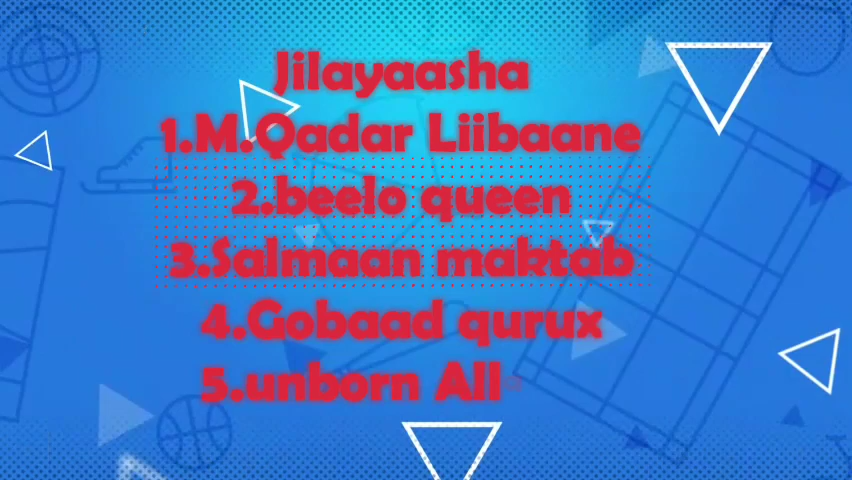 Jilayaasha
1.M.Qadar Liibaane
2.beelo queen
3.Salmaan maktab
4.Gobaad qurux
5.unborn All